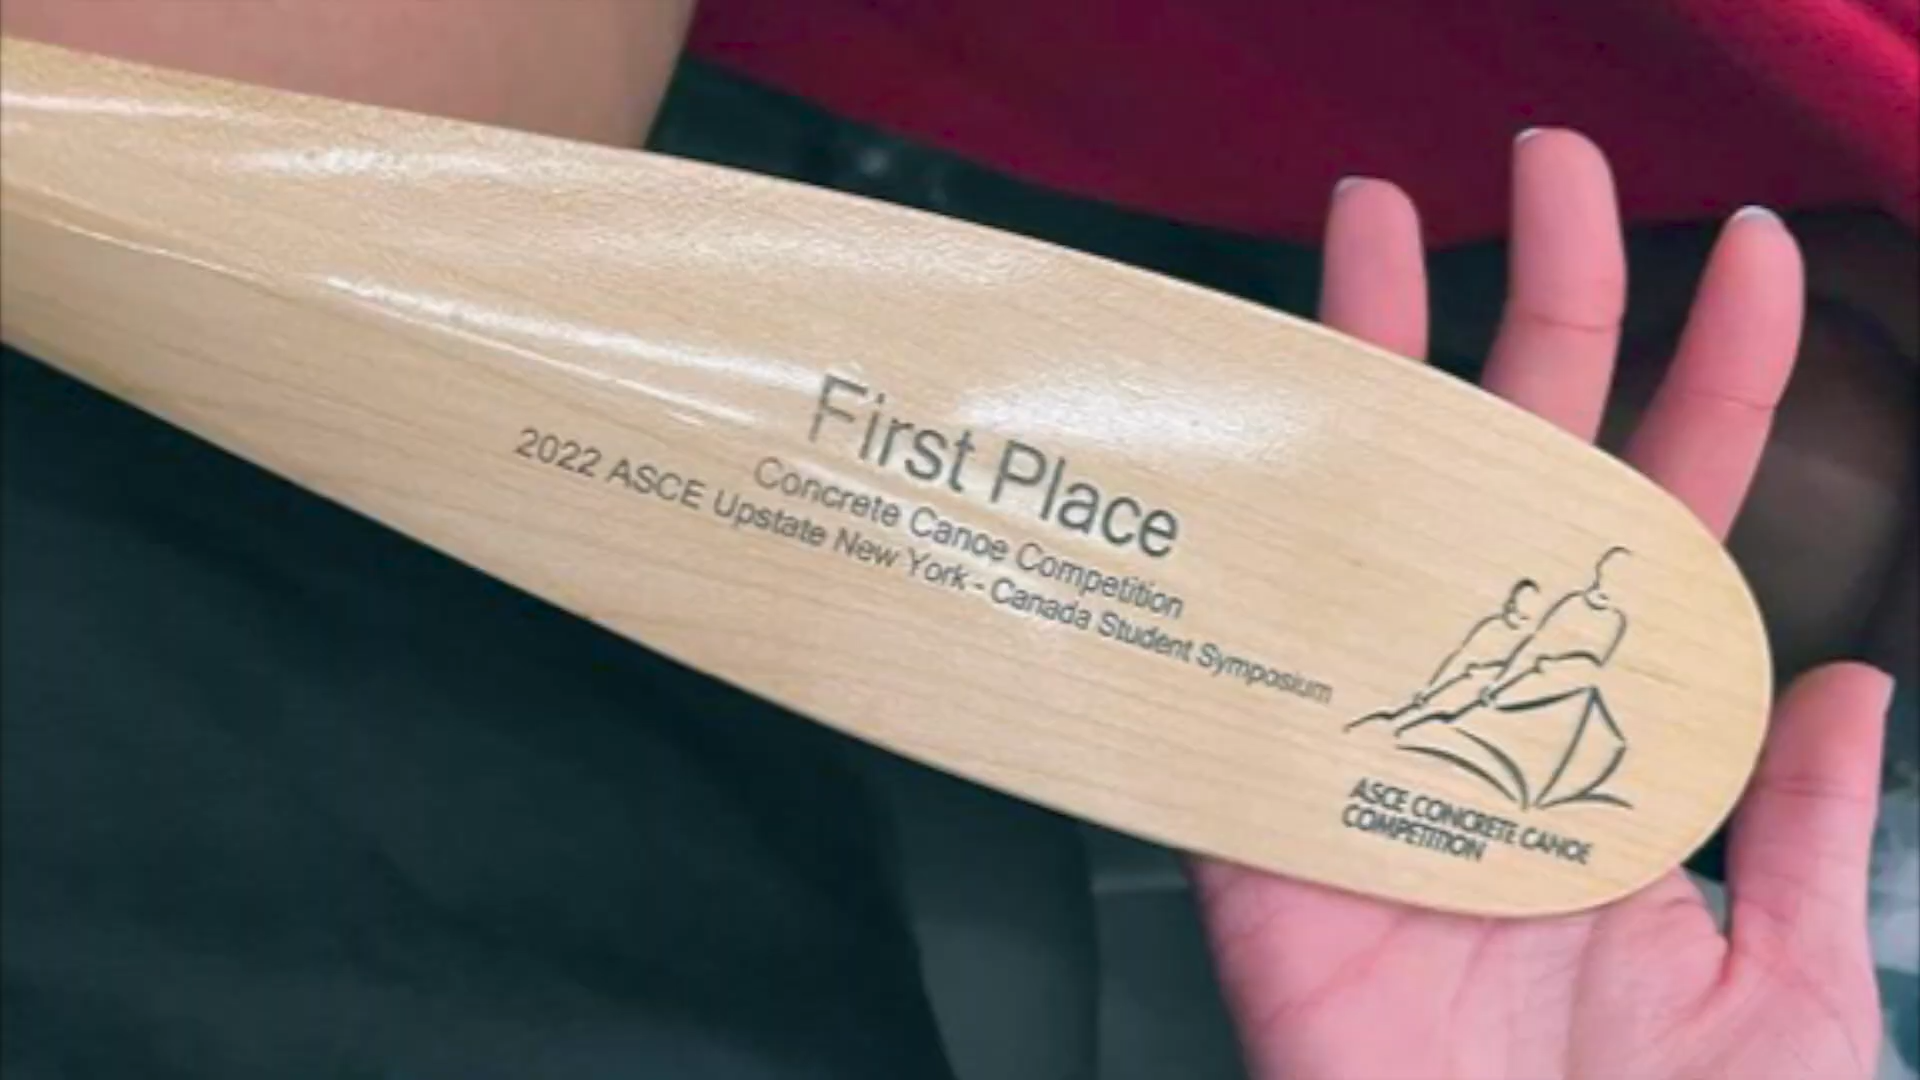 First Place
Concrete Canoe Competition
2022 ASCE Upstate New York - Canada Student Symposium
ASCE CONCRETE CANOE
COMPETITION